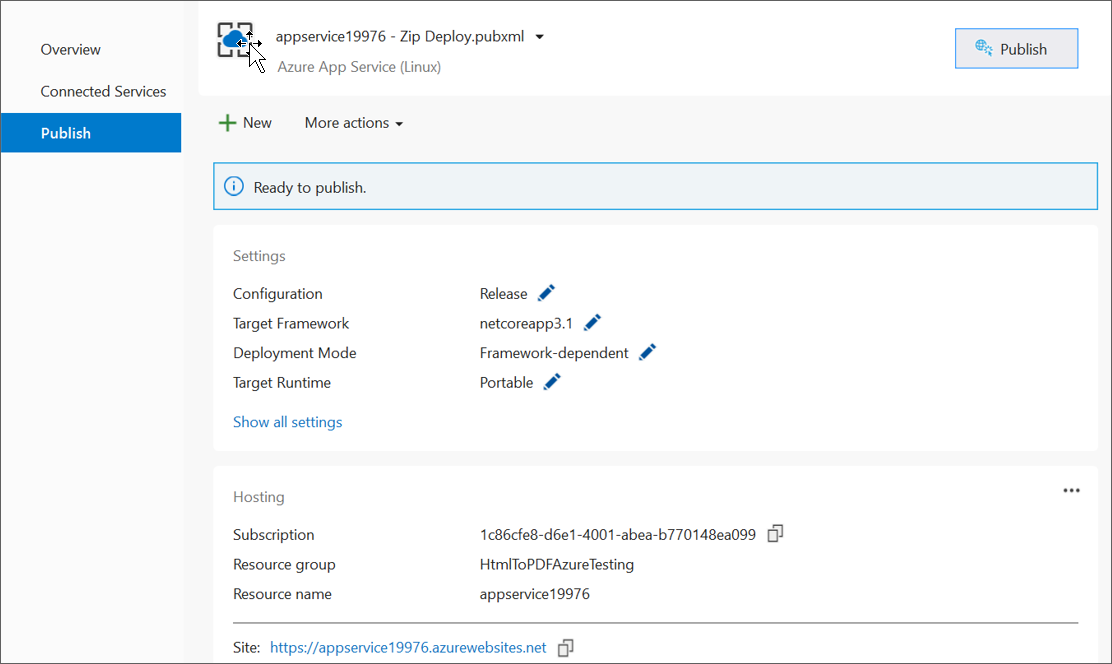 Overview
Connected Services
Publish
appservice19976 - Zip Deploy.pubxml
Azure App Service (Linux)
Publish
New
More actions
Ready to publish.
Settings
Configuration Release
Target Framework netcoreapp3.1
Deployment Mode Framework-dependent
Target Runtime Portable
Show all settings
Hosting
Subscription 1c86cfe8-d6e1-4001-abea-b770148ea099
Resource group HtmlToPDFAzureTesting
Resource name appservice19976
Site: https://appservice19976.azurewebsites.net